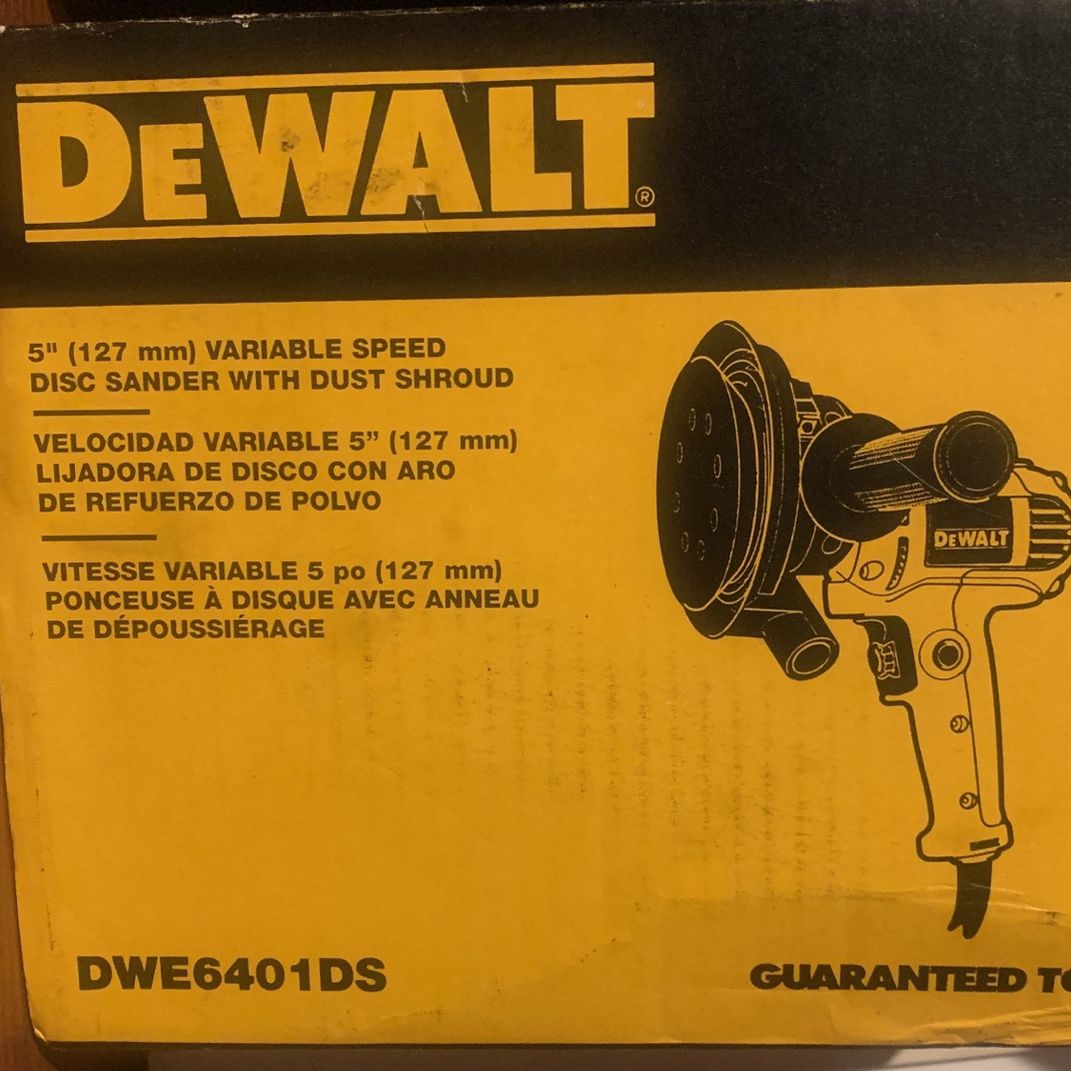 DEWALT®
5" (127 mm) VARIABLE SPEED
DISC SANDER WITH DUST SHROUD
VELOCIDAD VARIABLE 5” (127 mm)
LIJADORA DE DISCO CON ARO
DE REFUERZO DE POLVO
VITESSE VARIABLE 5 po (127 mm)
PONCEUSE À DISQUE AVEC ANNEAU
DE DÉPOUSSIÉRAGE
DEWALT
DWE6401DS
GUARANTEED